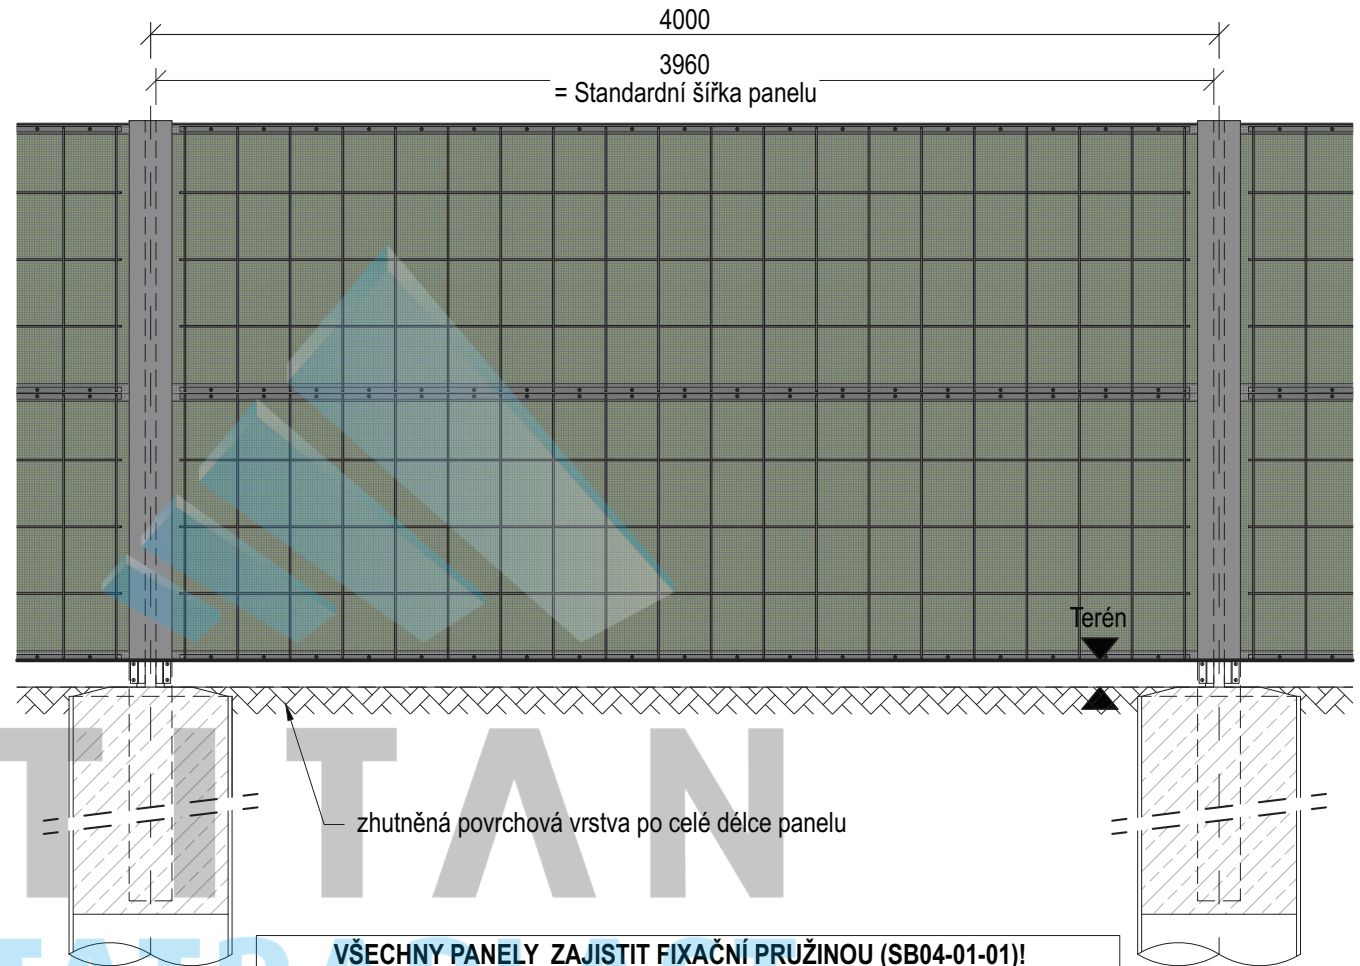 4000
3960
= Standardní šířka panelu
Terén
TITAN
zhutněná povrchová vrstva po celé délce panelu
VŠECHNY PANELY ZAJISTIT FIXAČNÍ PRUŽINOU (SB04-01-01)!